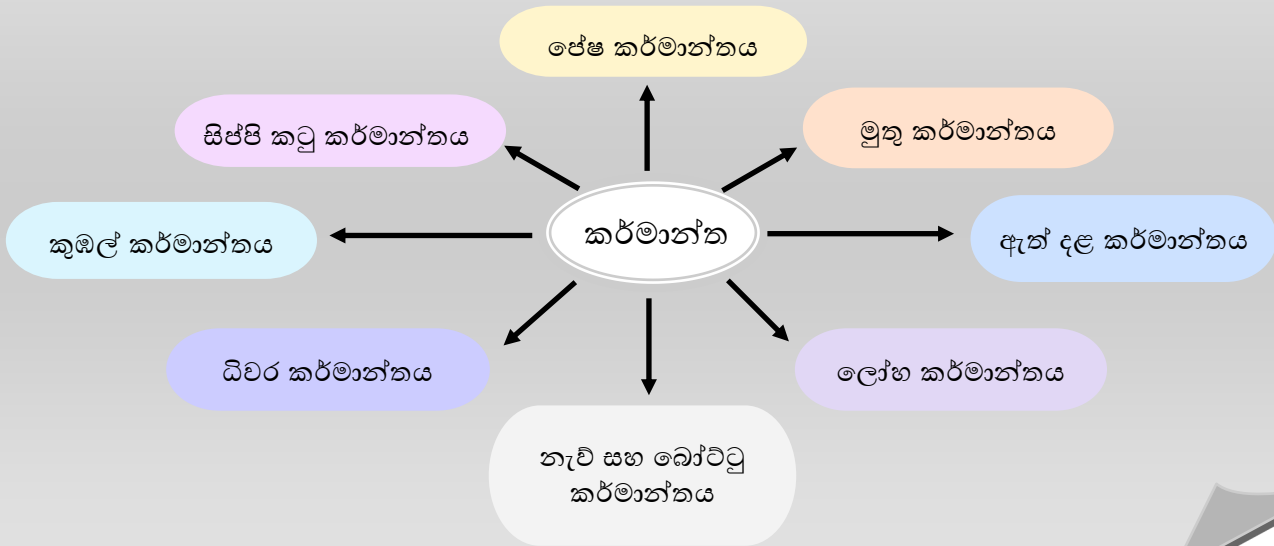 පේෂ කර්මාන්තය
සිප්පි කටු කර්මාන්තය
මුතු කර්මාන්තය
කුඹල් කර්මාන්තය
කර්මාන්ත
ඇත් දළ කර්මාන්තය
ධිවර කර්මාන්තය
ලෝහ කර්මාන්තය
නැව් සහ බෝට්ටු
කර්මාන්තය